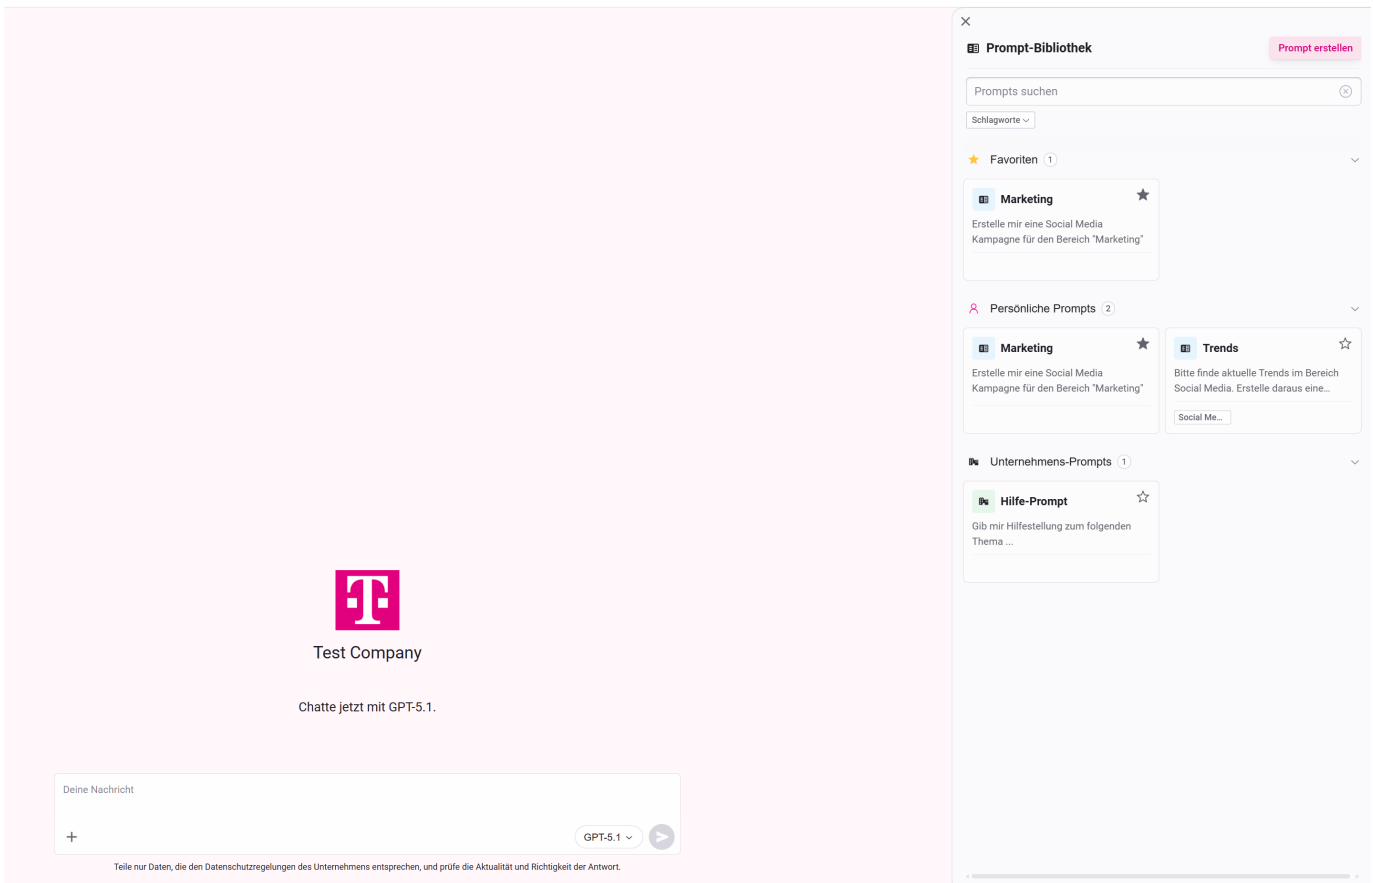 Prompt-Bibliothek
Prompt erstellen
Prompts suchen
Schlagworte
Favoriten 1
Marketing
Erstelle mir eine Social Media
Kampagne für den Bereich "Marketing"
Persönliche Prompts 2
Marketing
Erstelle mir eine Social Media
Kampagne für den Bereich "Marketing"
Trends
Bitte finde aktuelle Trends im Bereich
Social Media. Erstelle daraus eine...
Social Me...
Unternehmens-Prompts 1
Hilfe-Prompt
Gib mir Hilfestellung zum folgenden
Thema ...
T
Test Company
Chatte jetzt mit GPT-5.1.
Deine Nachricht
GPT-5.1
Teile nur Daten, die den Datenschutzregelungen des Unternehmens entsprechen, und prüfe die Aktualität und Richtigkeit der Antwort.